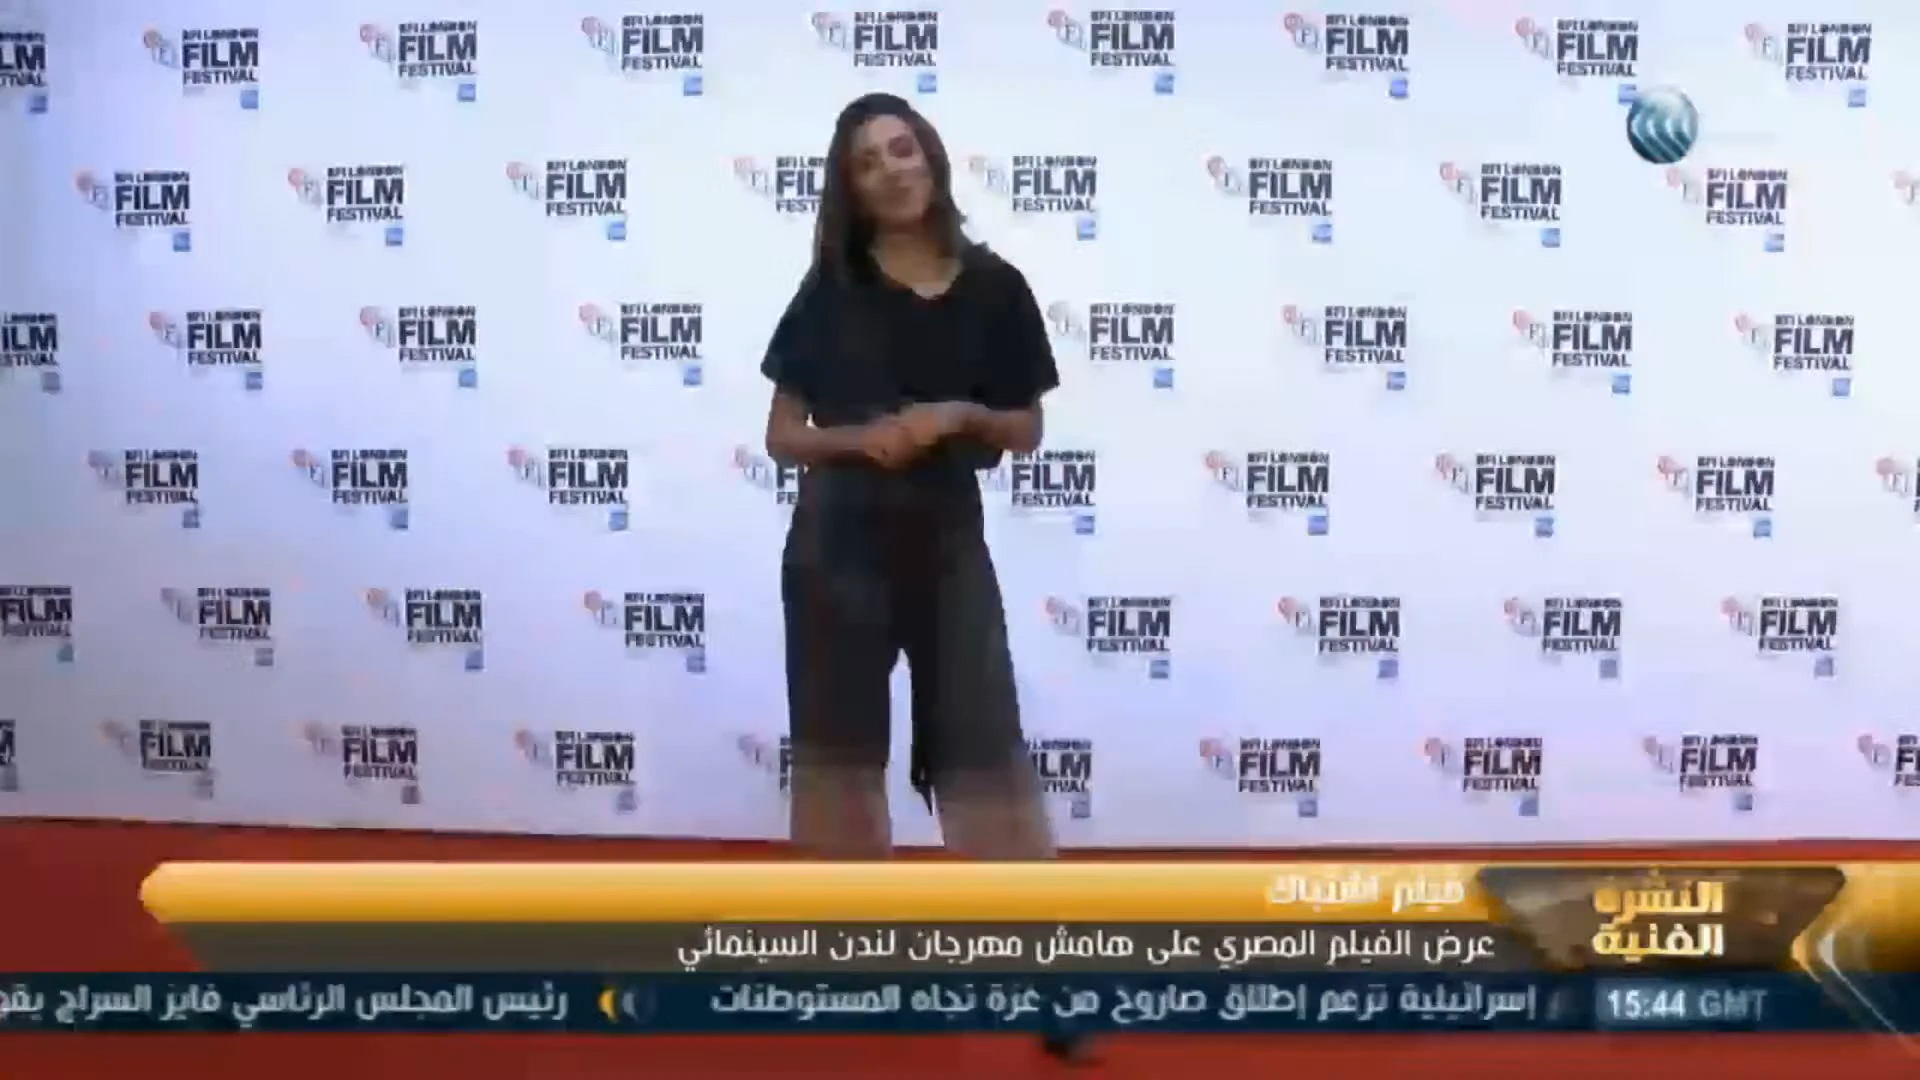 BFI LONDON
FILM
FESTIVAL
فيلم اشتباك
النشرة
الفنية
عرض الفيلم المصري على هامش مهرجان لندن السينمائي
إسرائيلية تزعم إطلاق صاروخ من غزة تجاه المستوطنات
رئيس المجلس الرئاسي فايز السراج
15:44 GMT